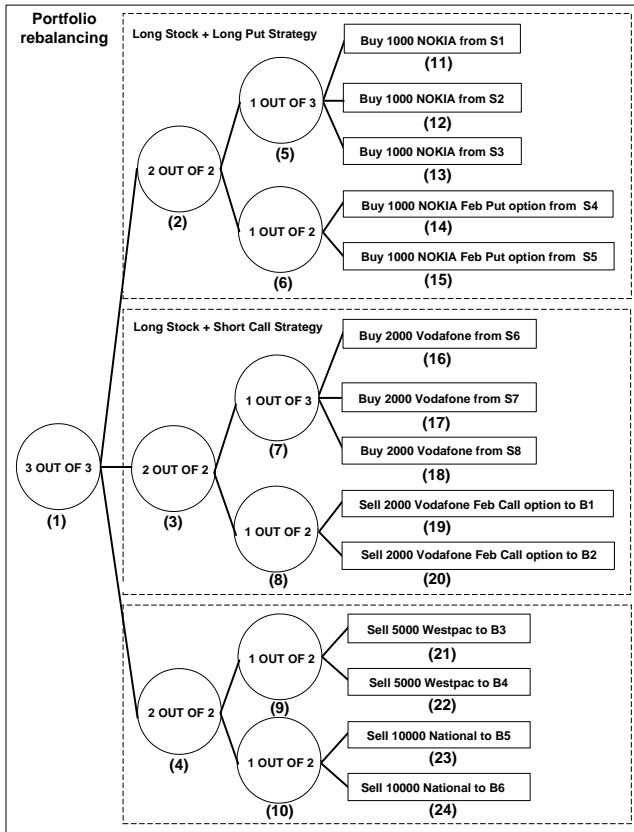 Portfolio
rebalancing
Long Stock + Long Put Strategy
Buy 1000 NOKIA from S1
(11)
1 OUT OF 3
(5)
Buy 1000 NOKIA from S2
(12)
Buy 1000 NOKIA from S3
(13)
2 OUT OF 2
(2)
1 OUT OF 2
(6)
Buy 1000 NOKIA Feb Put option from S4
(14)
Buy 1000 NOKIA Feb Put option from S5
(15)
Long Stock + Short Call Strategy
Buy 2000 Vodafone from S6
(16)
1 OUT OF 3
(7)
Buy 2000 Vodafone from S7
(17)
Buy 2000 Vodafone from S8
(18)
3 OUT OF 3
(1)
2 OUT OF 2
(3)
1 OUT OF 2
(8)
Sell 2000 Vodafone Feb Call option to B1
(19)
Sell 2000 Vodafone Feb Call option to B2
(20)
Sell 5000 Westpac to B3
(21)
1 OUT OF 2
(9)
Sell 5000 Westpac to B4
(22)
2 OUT OF 2
(4)
1 OUT OF 2
(10)
Sell 10000 National to B5
(23)
Sell 10000 National to B6
(24)